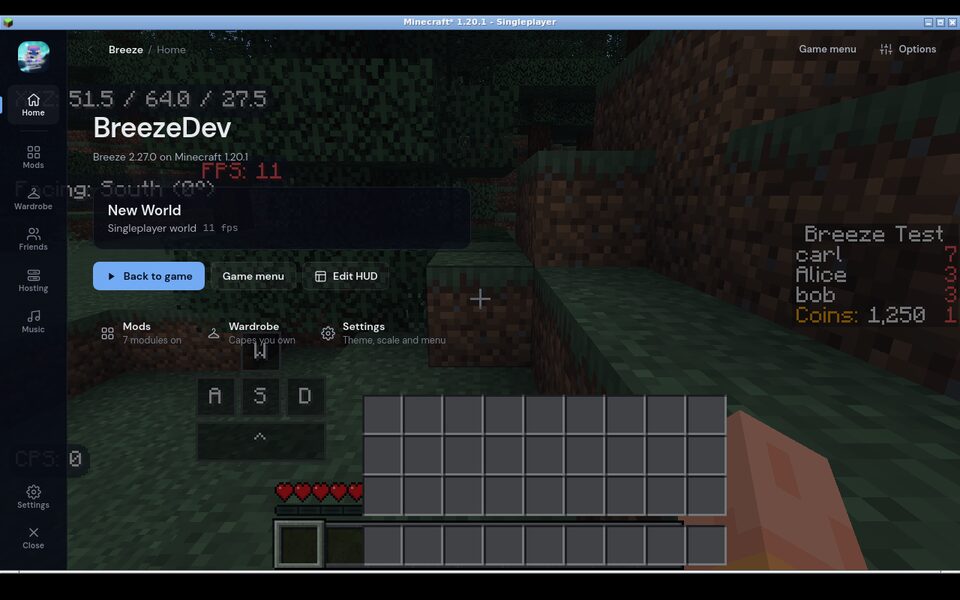 Minecraft* 1.20.1 - Singleplayer
Breeze / Home
Game menu
Options
51.5 / 64.0 / 27.5
Home
BreezeDev
Breeze 2.27.0 on Minecraft 1.20.1
FPS: 11
Mods
Facing: South (0°)
Wardrobe
New World
Singleplayer world 11 fps
Friends
Breeze Test
carl 7
Alice 3
bob 3
Coins: 1,250 1
Hosting
Back to game
Game menu
Edit HUD
Music
Mods
7 modules on
Wardrobe
Capes you own
Settings
Theme, scale and menu
W
A S D
^
CPS: 0
Settings
Close